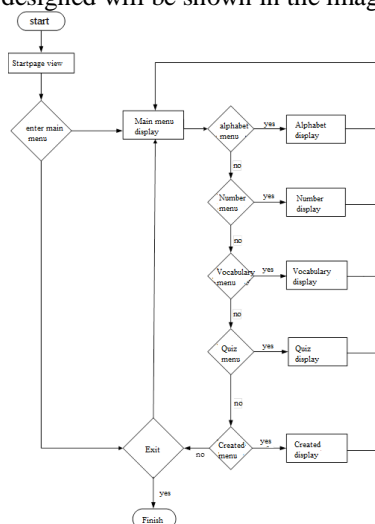 designed will be shown in the imag
start
Startpage view
enter main
menu
Main menu
display
alphabet
menu
yes
Alphabet
display
no
Number
menu
yes
Number
display
no
Vocabulary
menu
yes
Vocabulary
display
no
Quiz
menu
yes
Quiz
display
no
Exit
no
Created
menu
yes
Created
display
yes
Finish